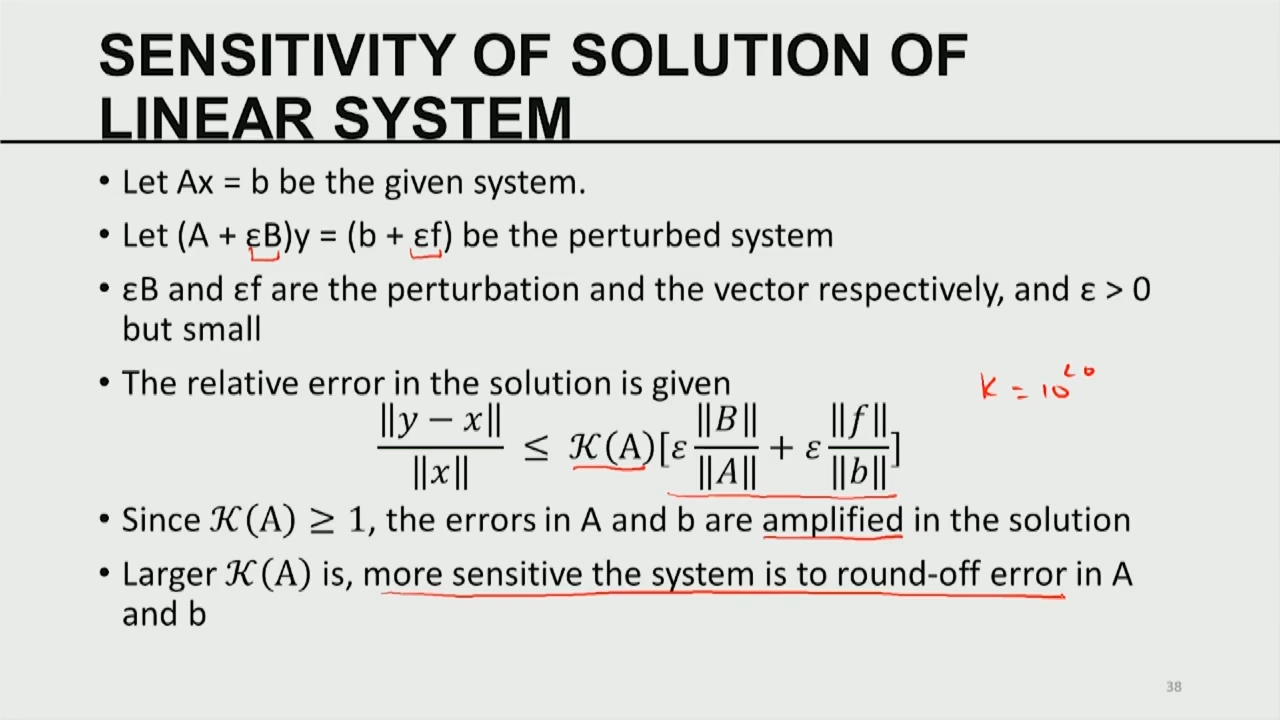 SENSITIVITY OF SOLUTION OF
LINEAR SYSTEM
• Let Ax = b be the given system.
• Let (A + εB)y = (b + εf) be the perturbed system
• εB and εf are the perturbation and the vector respectively, and ε > 0
but small
• The relative error in the solution is given
K = 10^20
‖y − x‖ / ‖x‖ ≤ 𝒦(A)[ε ‖B‖ / ‖A‖ + ε ‖f‖ / ‖b‖]
• Since 𝒦(A) ≥ 1, the errors in A and b are amplified in the solution
• Larger 𝒦(A) is, more sensitive the system is to round-off error in A
and b
38